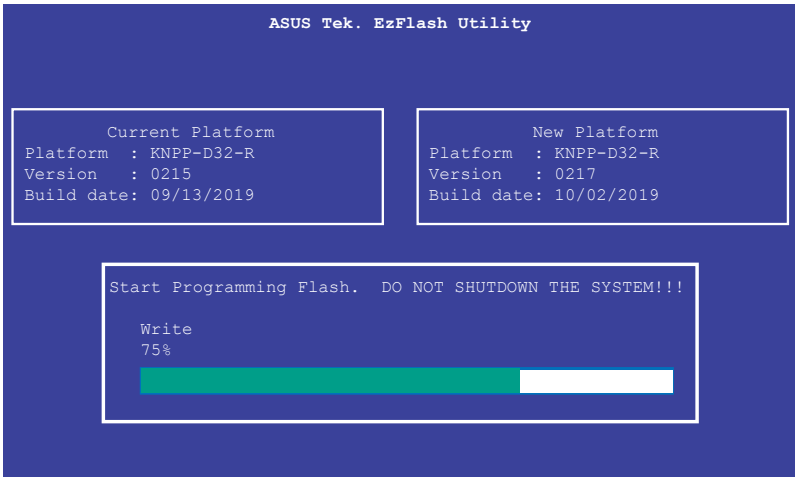 ASUS Tek. EzFlash Utility
Current Platform
Platform : KNPP-D32-R
Version : 0215
Build date: 09/13/2019
New Platform
Platform : KNPP-D32-R
Version : 0217
Build date: 10/02/2019
Start Programming Flash. DO NOT SHUTDOWN THE SYSTEM!!!
Write
75%